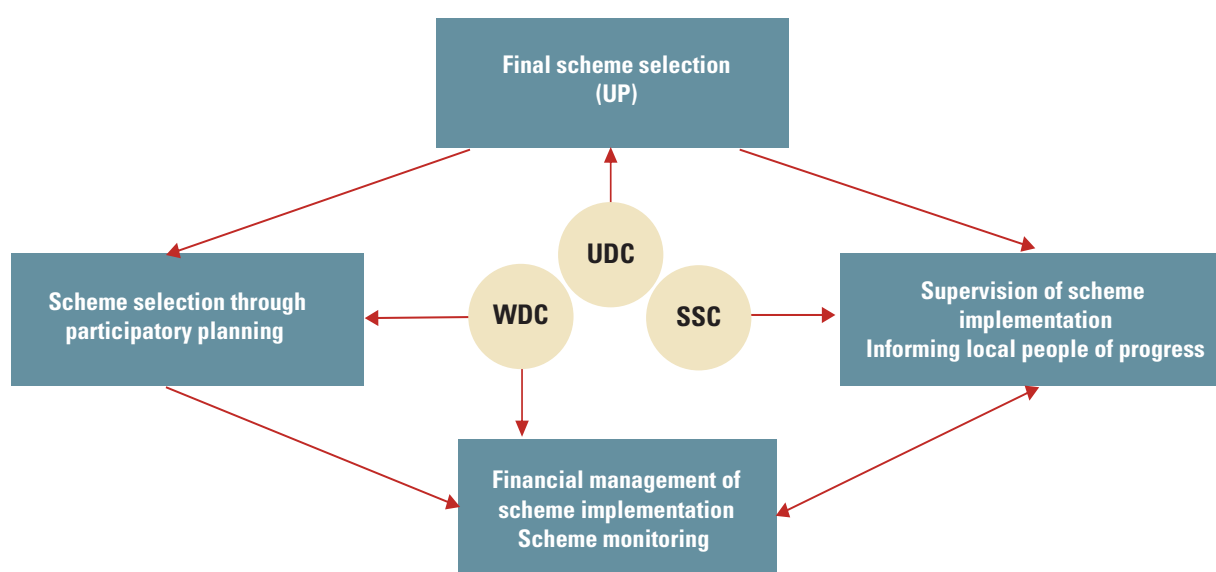 Final scheme selection
(UP)
UDC
WDC
SSC
Scheme selection through
participatory planning
Supervision of scheme
implementation
Informing local people of progress
Financial management of
scheme implementation
Scheme monitoring